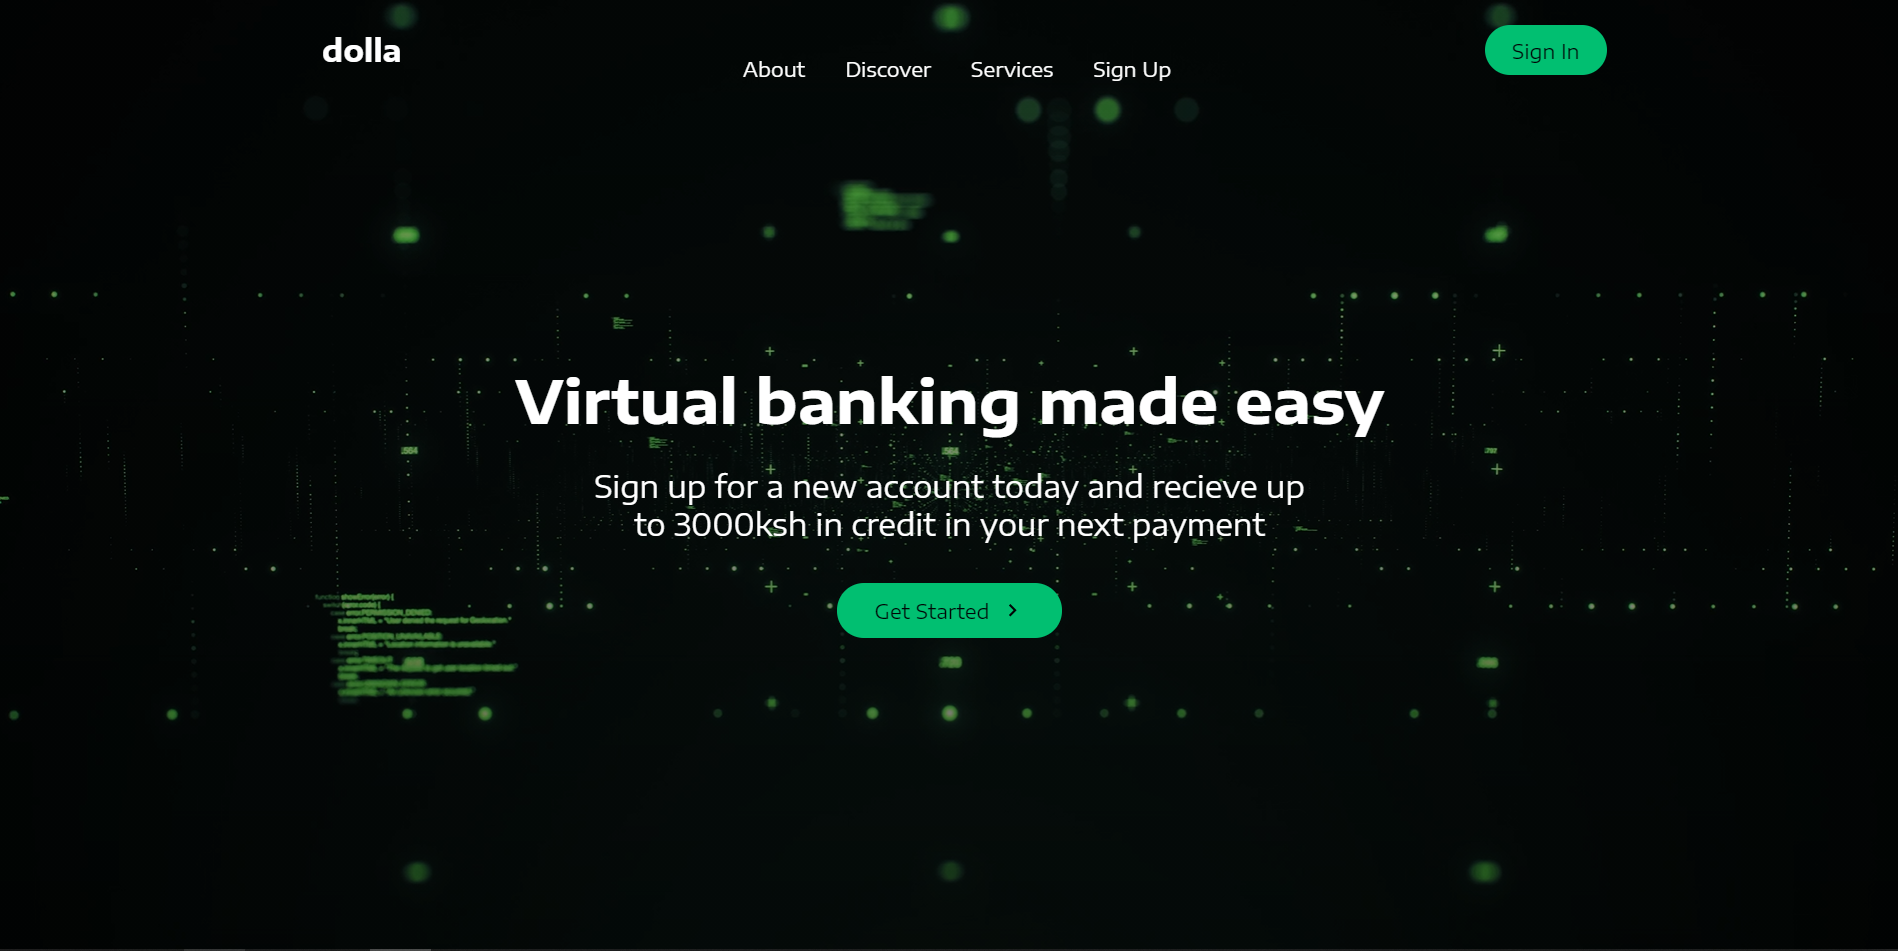 dolla
About Discover Services Sign Up
Sign In
Virtual banking made easy
Sign up for a new account today and recieve up
to 3000ksh in credit in your next payment
Get Started